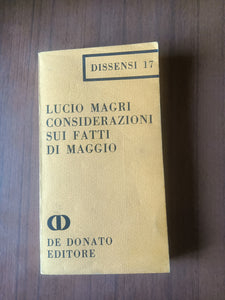 DISSENSI 17
LUCIO MAGRI
CONSIDERAZIONI
SUI FATTI
DI MAGGIO
DE DONATO
EDITORE